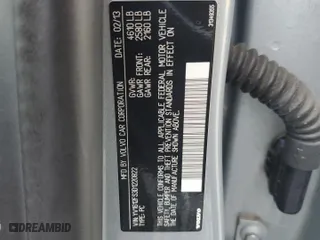 MFD BY VOLVO CAR CORPORATION
DATE: 02/13
GVWR: 4610 LB
GAWR FRONT: 2580 LB
GAWR REAR: 2160 LB
THIS VEHICLE CONFORMS TO ALL APPLICABLE FEDERAL MOTOR VEHICLE
SAFETY, BUMPER AND THEFT PREVENTION STANDARDS IN EFFECT ON
THE DATE OF MANUFACTURE SHOWN ABOVE.
VIN:
TYPE: PC
VOLVO